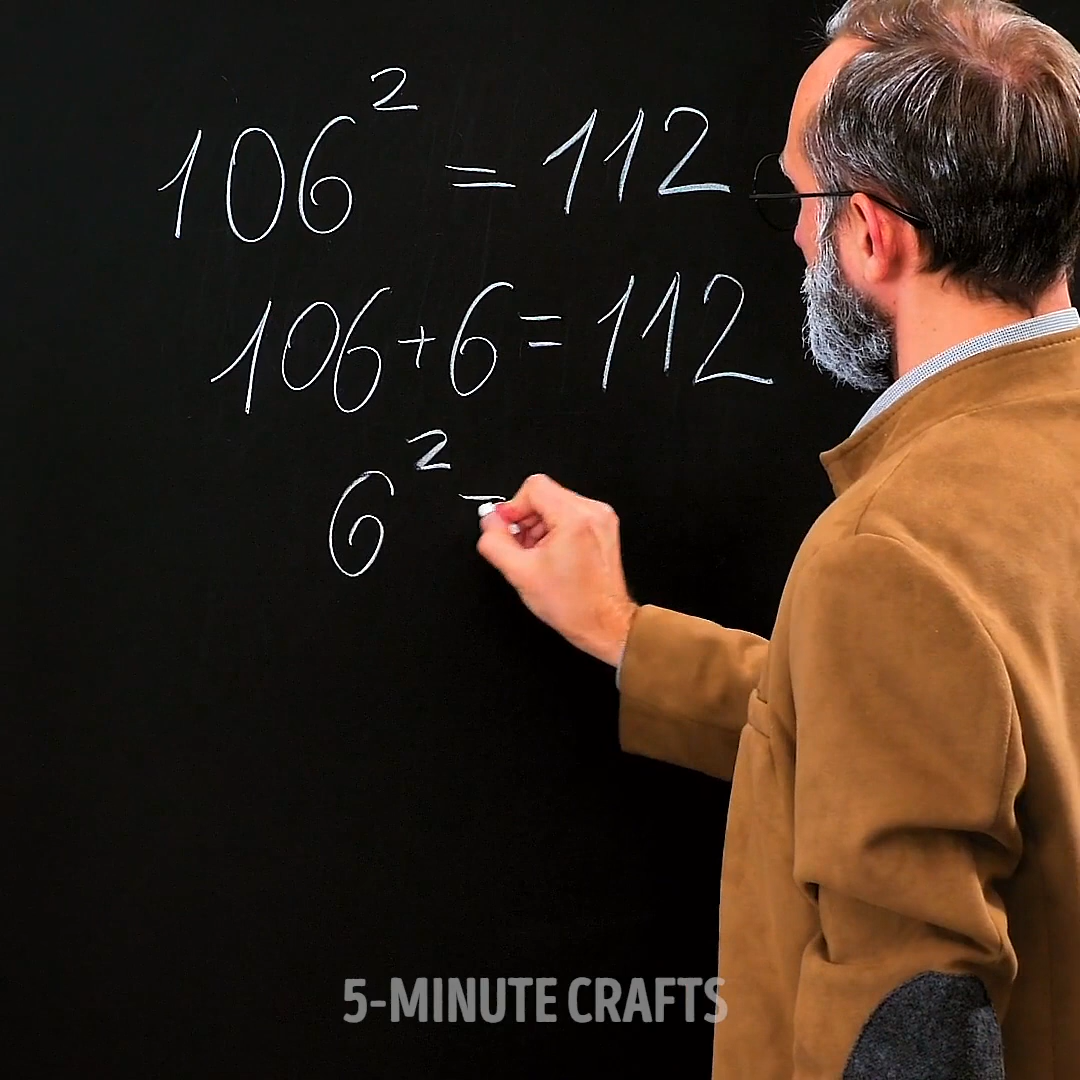 106² = 112
106+6=112
6² =
5-MINUTE CRAFTS